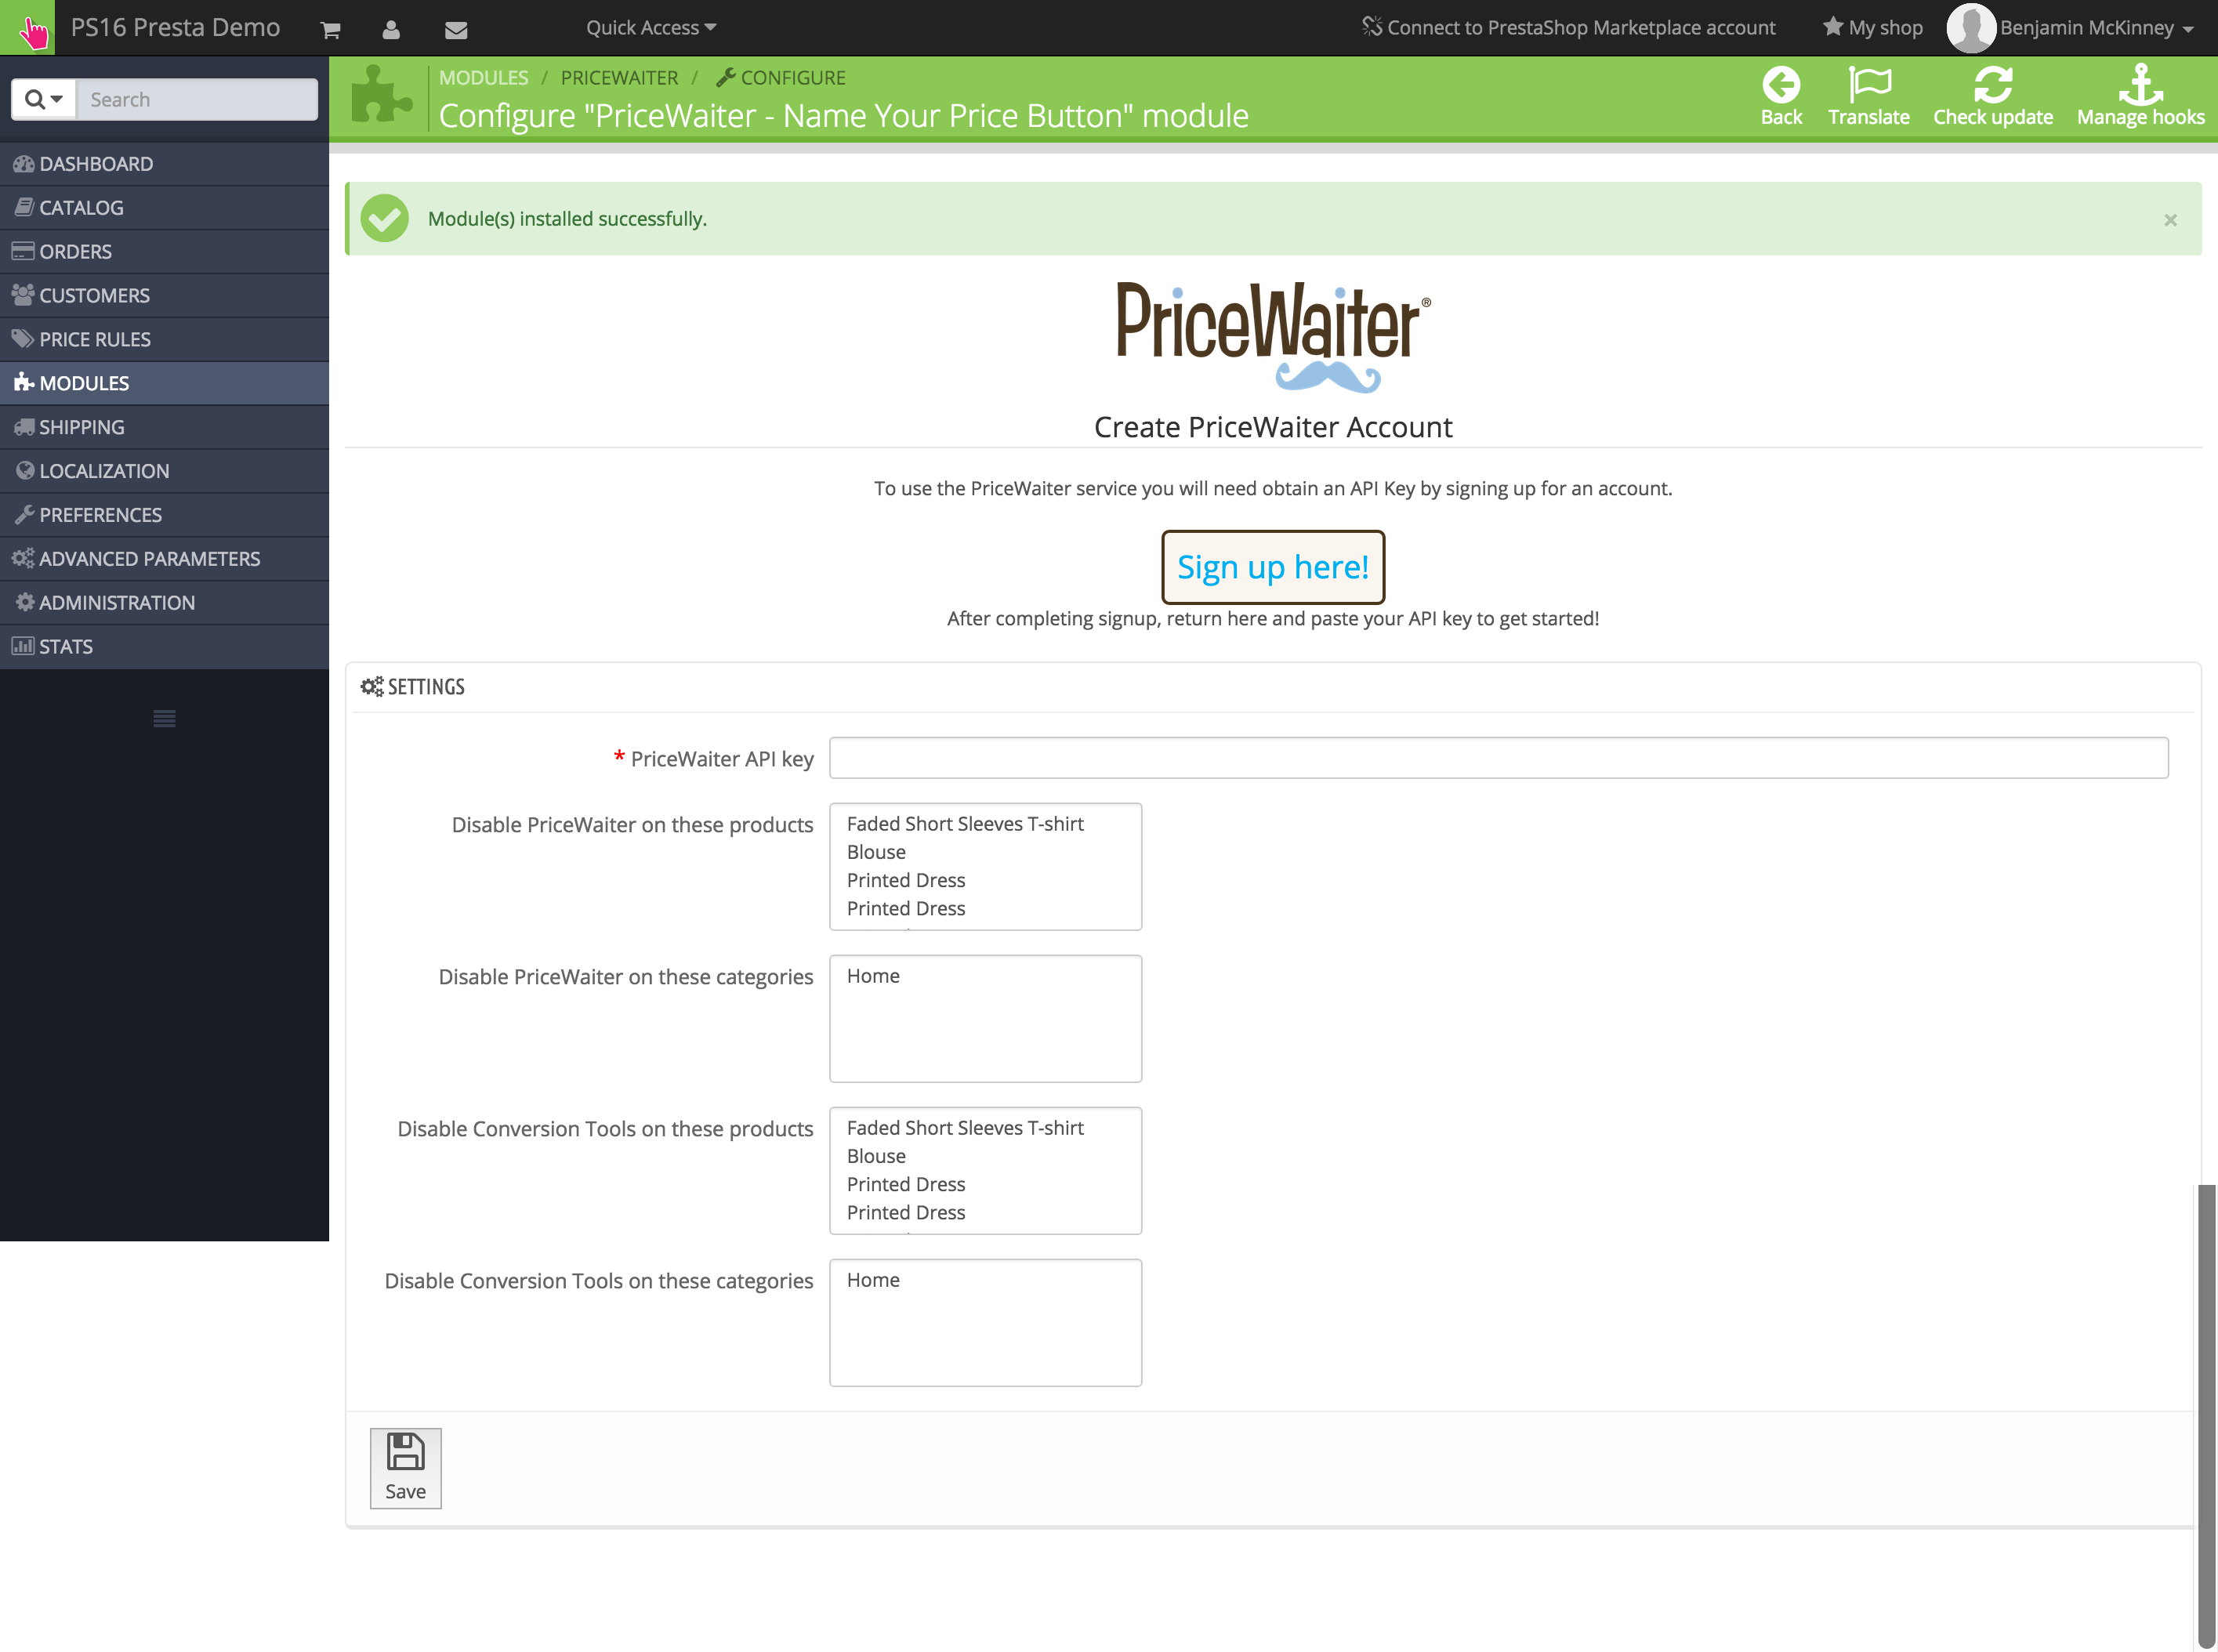 PS16 Presta Demo
Quick Access
Connect to PrestaShop Marketplace account
My shop
Benjamin McKinney
Search
MODULES / PRICEWAITER / CONFIGURE
Configure "PriceWaiter - Name Your Price Button" module
Back
Translate
Check update
Manage hooks
DASHBOARD
CATALOG
ORDERS
CUSTOMERS
PRICE RULES
MODULES
SHIPPING
LOCALIZATION
PREFERENCES
ADVANCED PARAMETERS
ADMINISTRATION
STATS
Module(s) installed successfully.
×
PriceWaiter®
Create PriceWaiter Account
To use the PriceWaiter service you will need obtain an API Key by signing up for an account.
Sign up here!
After completing signup, return here and paste your API key to get started!
SETTINGS
* PriceWaiter API key
Disable PriceWaiter on these products
Faded Short Sleeves T-shirt
Blouse
Printed Dress
Printed Dress
Disable PriceWaiter on these categories
Home
Disable Conversion Tools on these products
Faded Short Sleeves T-shirt
Blouse
Printed Dress
Printed Dress
Disable Conversion Tools on these categories
Home
Save